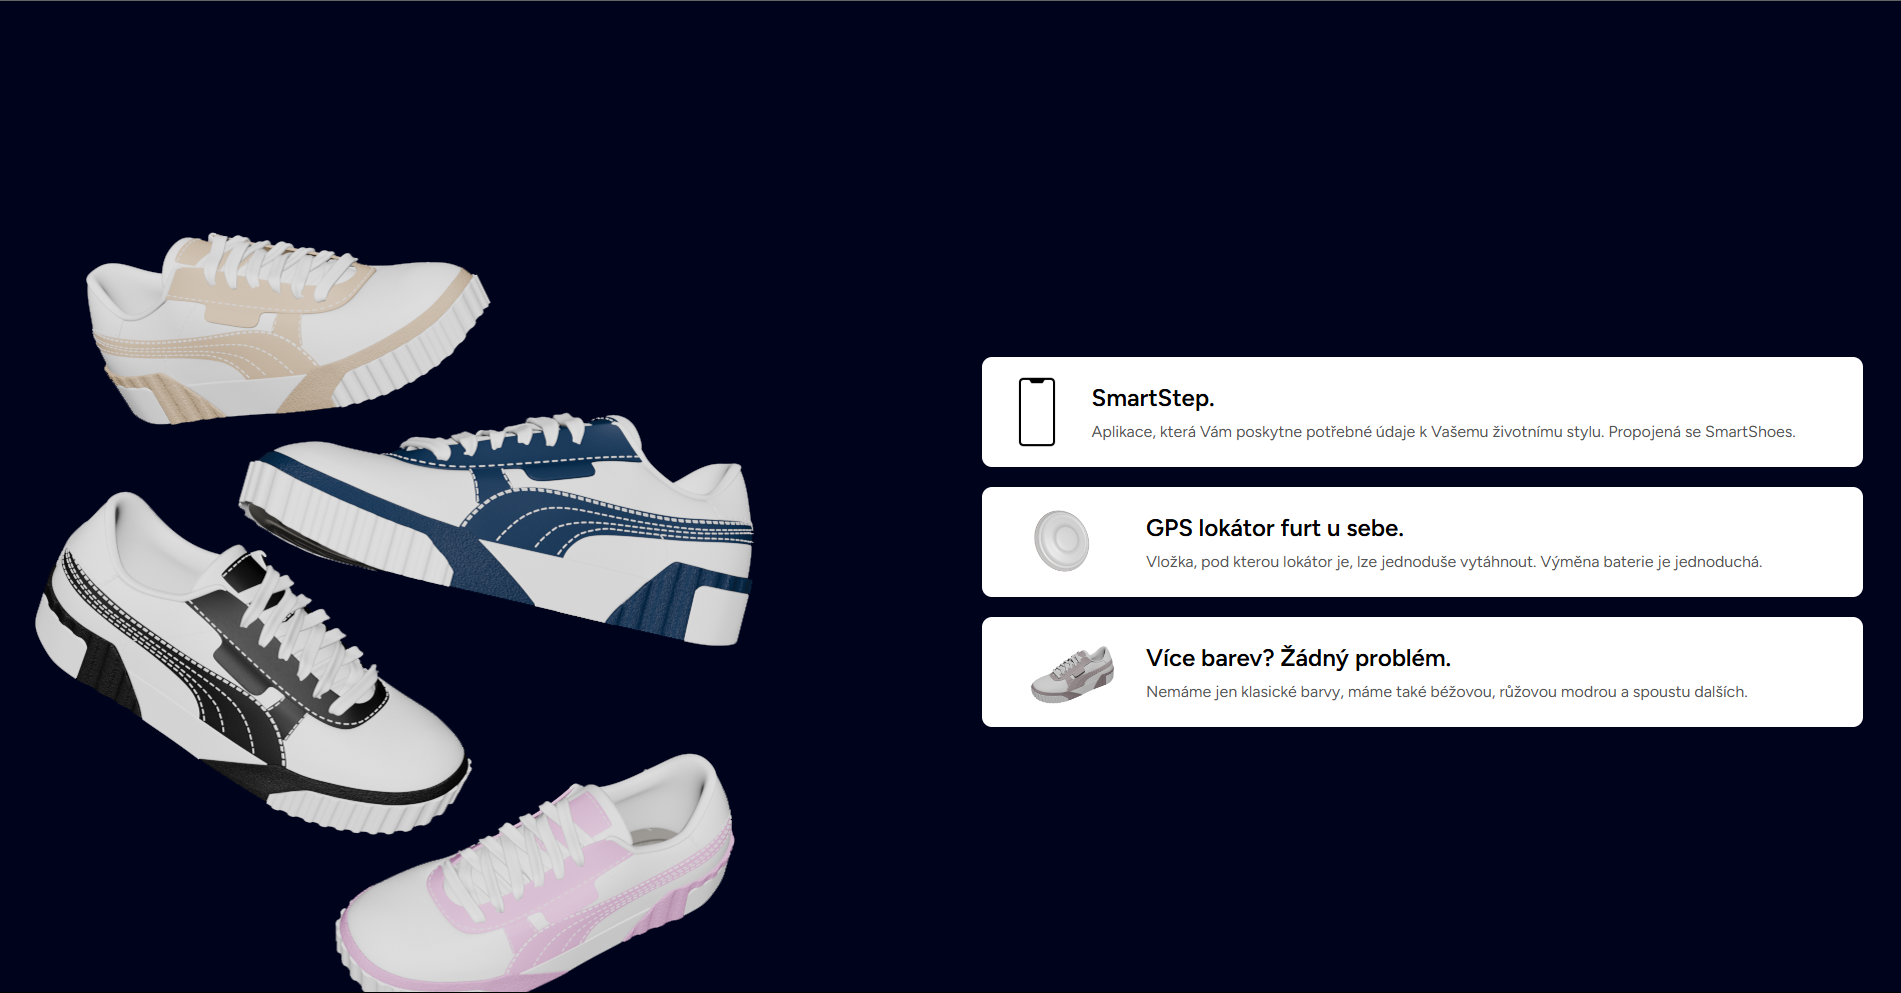 SmartStep.
Aplikace, která Vám poskytne potřebné údaje k Vašemu životnímu stylu. Propojená se SmartShoes.
GPS lokátor furt u sebe.
Vložka, pod kterou lokátor je, lze jednoduše vytáhnout. Výměna baterie je jednoduchá.
Více barev? Žádný problém.
Nemáme jen klasické barvy, máme také béžovou, růžovou modrou a spoustu dalších.